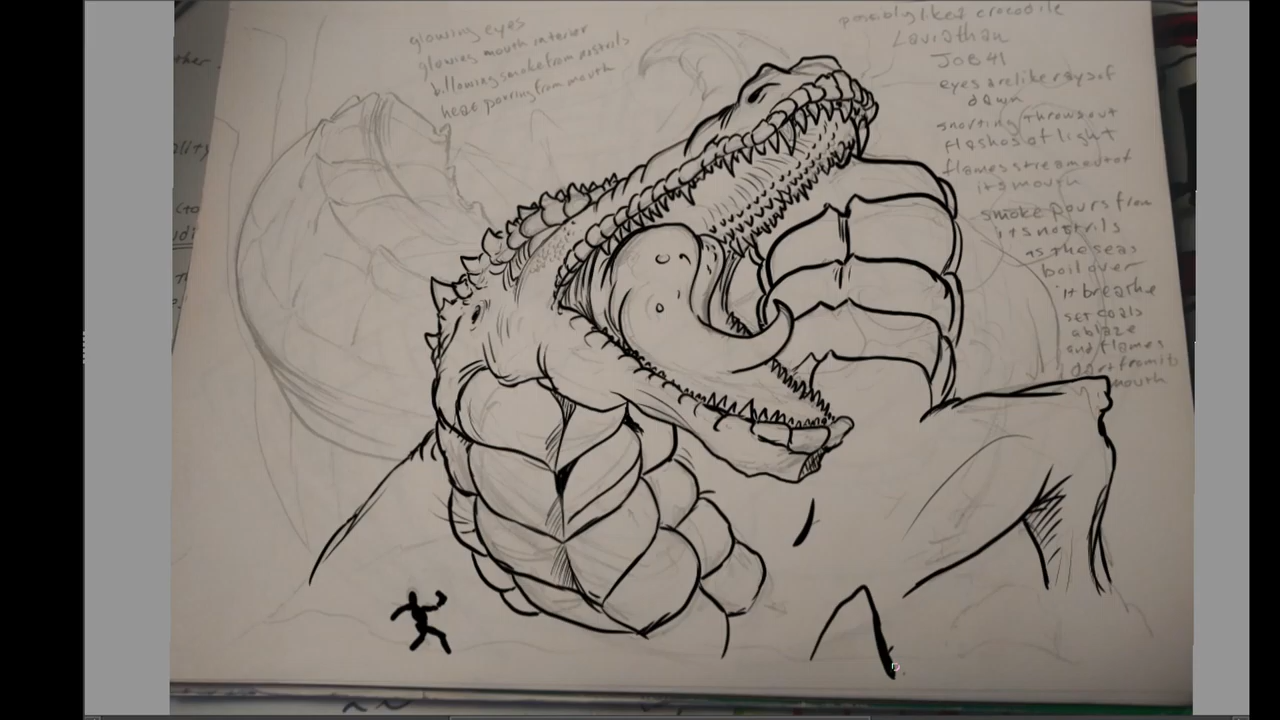 glowing eyes
glowing mouth interior
billowing smoke from nostrils
heat pouring from mouth
possibly like a crocodile
Laviathan
JOB 41
eyes are like rays of
dawn
snorting throws out
flashes of light
flames stream out of
its mouth
smoke pours from
its nostrils
as the seas
boil over
it breathe
set coals
ablaze
and flames
dart from its
mouth